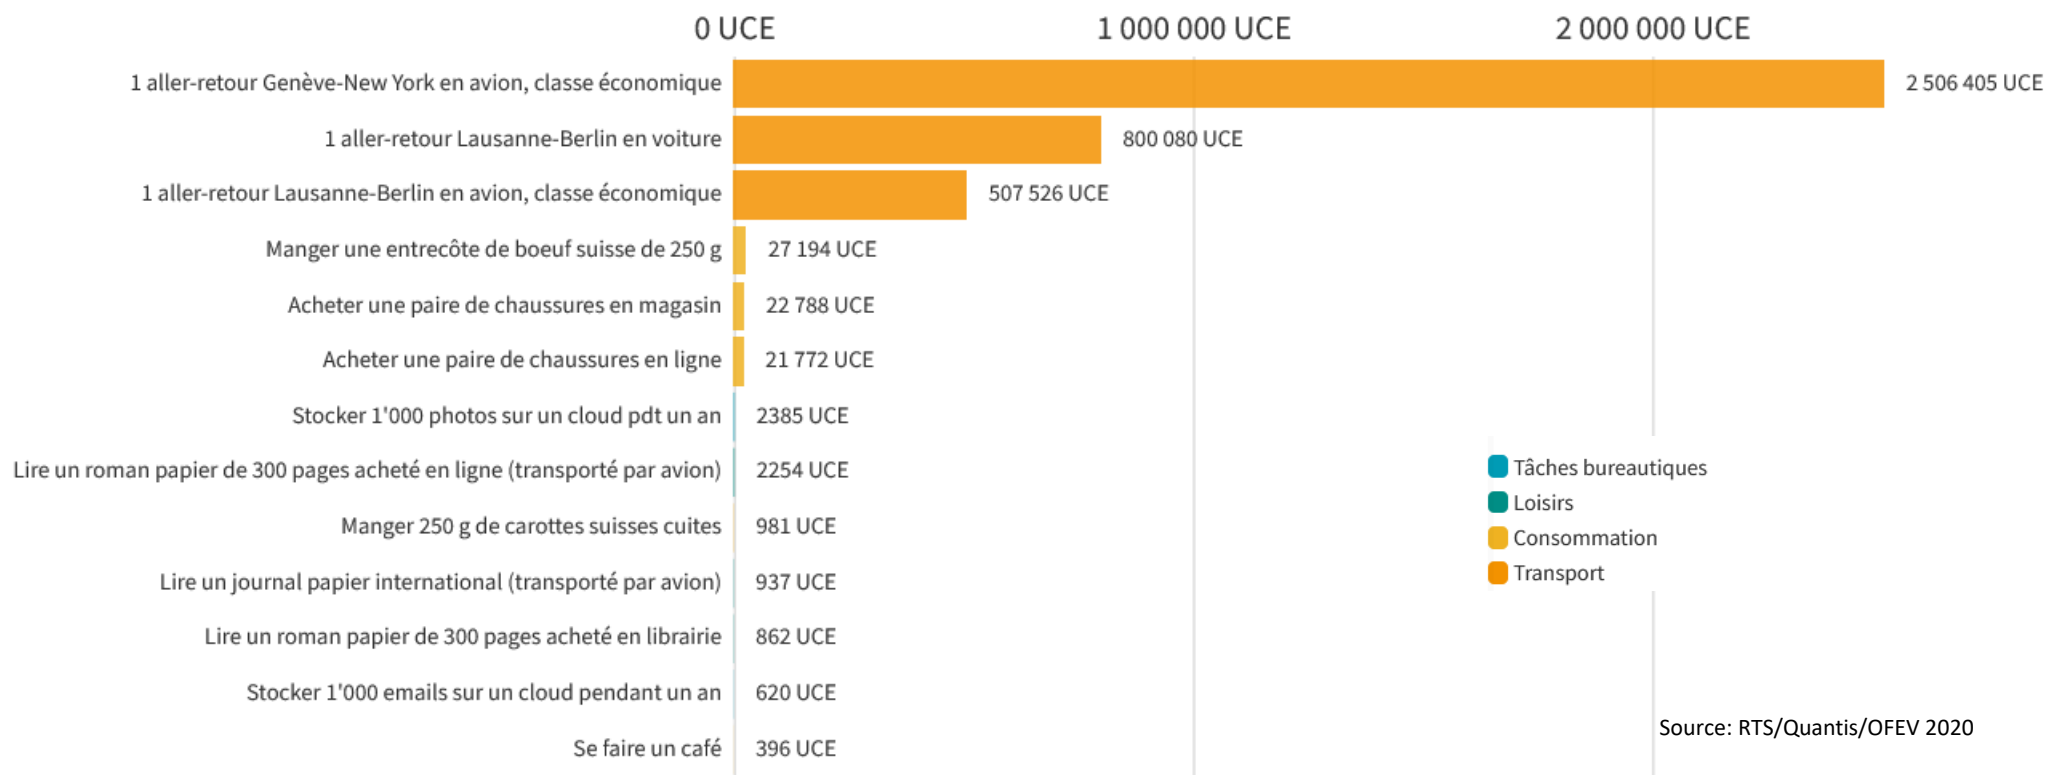 0 UCE 1 000 000 UCE 2 000 000 UCE
1 aller-retour Genève-New York en avion, classe économique 2 506 405 UCE
1 aller-retour Lausanne-Berlin en voiture 800 080 UCE
1 aller-retour Lausanne-Berlin en avion, classe économique 507 526 UCE
Manger une entrecôte de boeuf suisse de 250 g 27 194 UCE
Acheter une paire de chaussures en magasin 22 788 UCE
Acheter une paire de chaussures en ligne 21 772 UCE
Stocker 1'000 photos sur un cloud pdt un an 2385 UCE
Lire un roman papier de 300 pages acheté en ligne (transporté par avion) 2254 UCE
Manger 250 g de carottes suisses cuites 981 UCE
Lire un journal papier international (transporté par avion) 937 UCE
Lire un roman papier de 300 pages acheté en librairie 862 UCE
Stocker 1'000 emails sur un cloud pendant un an 620 UCE
Se faire un café 396 UCE
Tâches bureautiques
Loisirs
Consommation
Transport
Source: RTS/Quantis/OFEV 2020